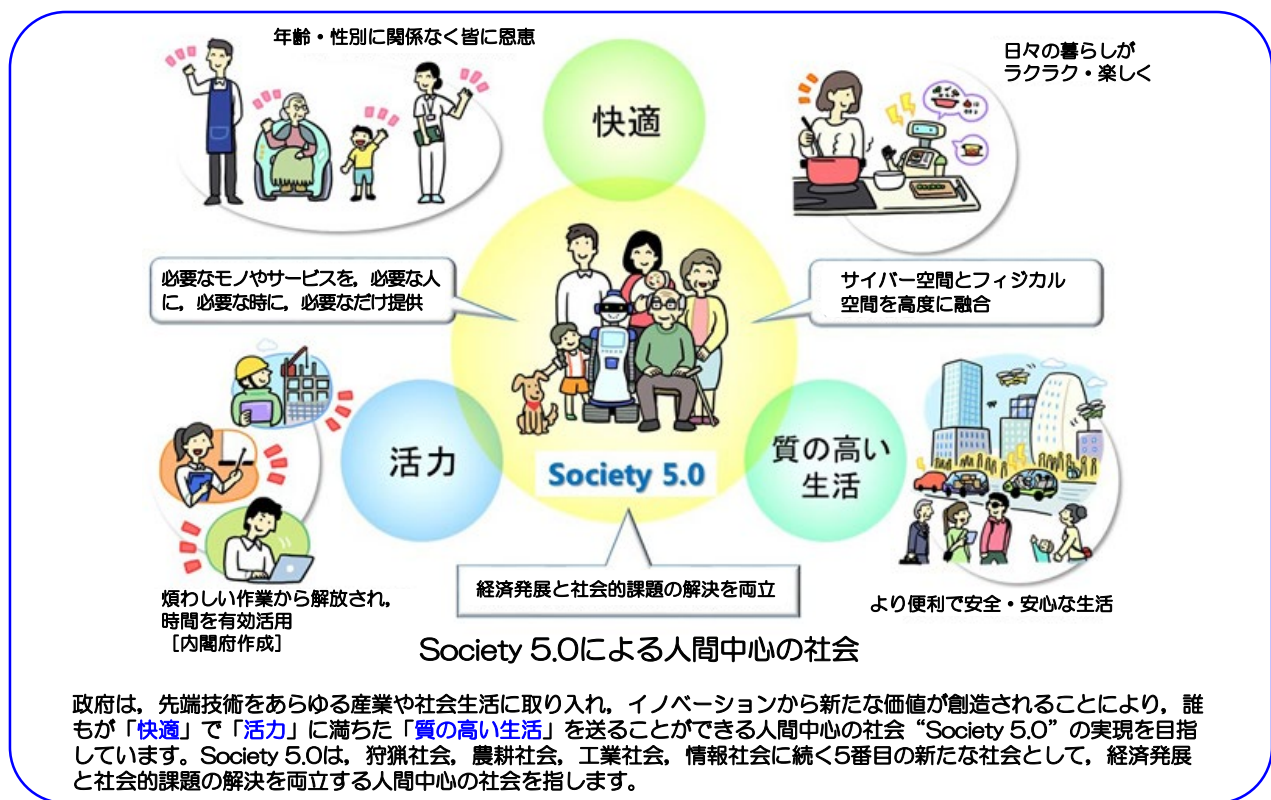 年齢・性別に関係なく皆に恩恵
快適
日々の暮らしが
ラクラク・楽しく
必要なモノやサービスを，必要な人
に，必要な時に，必要なだけ提供
サイバー空間とフィジカル
空間を高度に融合
活力
Society 5.0
質の高い
生活
経済発展と社会的課題の解決を両立
煩わしい作業から解放され，
時間を有効活用
［内閣府作成］
より便利で安全・安心な生活
Society 5.0による人間中心の社会
政府は，先端技術をあらゆる産業や社会生活に取り入れ，イノベーションから新たな価値が創造されることにより，誰
もが「快適」で「活力」に満ちた「質の高い生活」を送ることができる人間中心の社会“Society 5.0”の実現を目指
しています。Society 5.0は，狩猟社会，農耕社会，工業社会，情報社会に続く5番目の新たな社会として，経済発展
と社会的課題の解決を両立する人間中心の社会を指します。